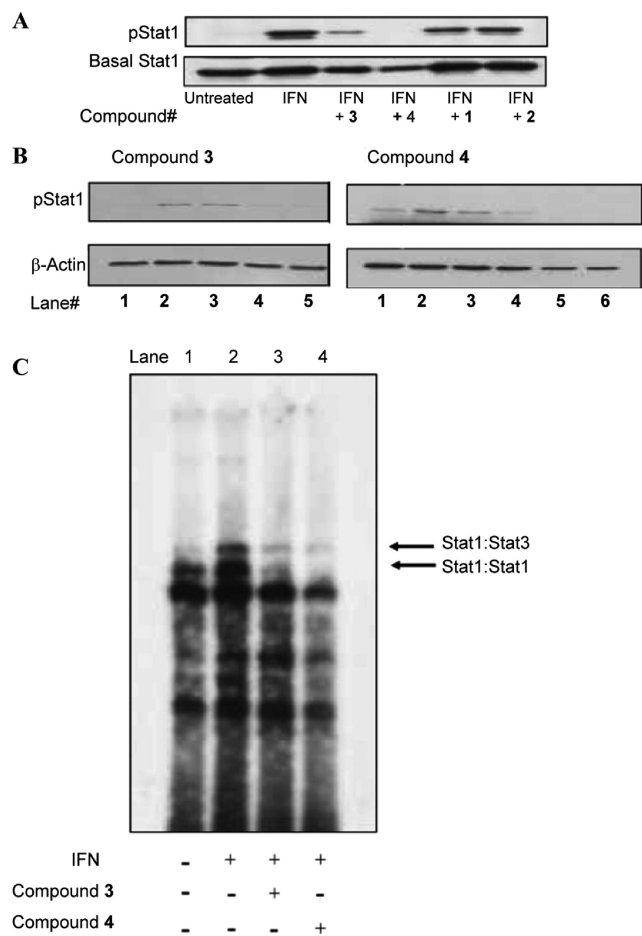 A
pStat1
Basal Stat1
Untreated IFN IFN IFN IFN IFN
Compound# + 3 + 4 + 1 + 2
B
Compound 3 Compound 4
pStat1
β-Actin
Lane# 1 2 3 4 5 1 2 3 4 5 6
C
Lane 1 2 3 4
Stat1:Stat3
Stat1:Stat1
IFN - + + +
Compound 3 - - + -
Compound 4 - - - +